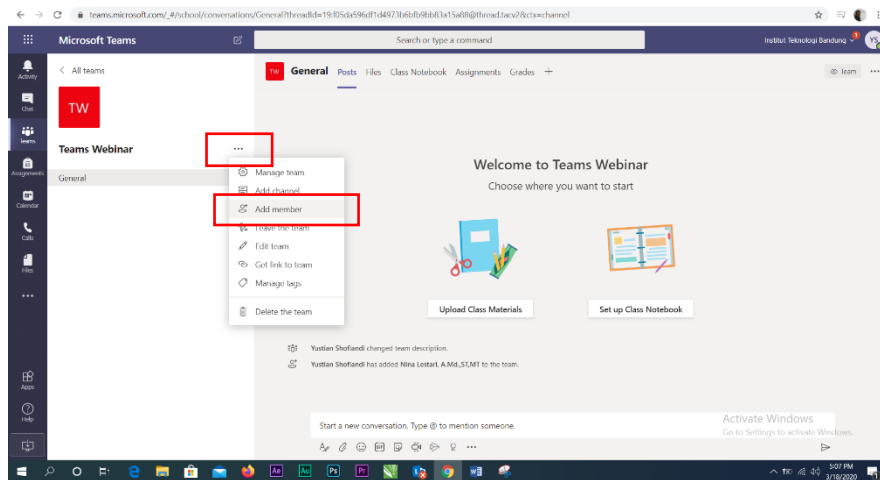 teams.microsoft.com/_#/school/conversations/General?threadId=19:f05da596df1d4973b6bfb9bb83a15a88@thread.tacv2&ctx=channel
Microsoft Teams
Search or type a command
Institut Teknologi Bandung
YS
Activity
Chat
Teams
Assignments
Calendar
Calls
Files
Apps
Help
All teams
TW
Teams Webinar
General
Manage team
Add channel
Add member
Leave the team
Edit team
Get link to team
Manage tags
Delete the team
TW General Posts Files Class Notebook Assignments Grades
Team
Welcome to Teams Webinar
Choose where you want to start
Upload Class Materials
Set up Class Notebook
Yustian Shofiandi changed team description.
Yustian Shofiandi has added Nina Lestari, A.Md.,ST,MT to the team.
Start a new conversation. Type @ to mention someone.
Activate Windows
Go to Settings to activate Windows.
Ae
Au
Ps
Pr
5:07 PM
3/18/2020